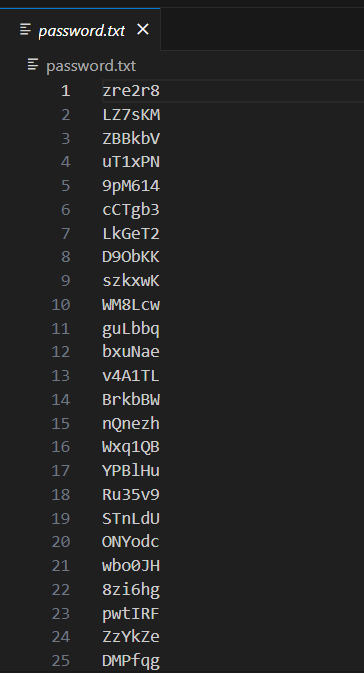 password.txt
password.txt
1 zre2r8
2 LZ7sKM
3 ZBBkbV
4 uT1xPN
5 9pM614
6 cCTgb3
7 LkGeT2
8 D9ObKK
9 szkxwK
10 WM8Lcw
11 guLbbq
12 bxuNae
13 v4A1TL
14 BrkbBW
15 nQnezh
16 Wxq1QB
17 YPBlHu
18 Ru35v9
19 STnLdU
20 ONYodc
21 wbo0JH
22 8zi6hg
23 pwtIRF
24 ZzYkZe
25 DMPfqg